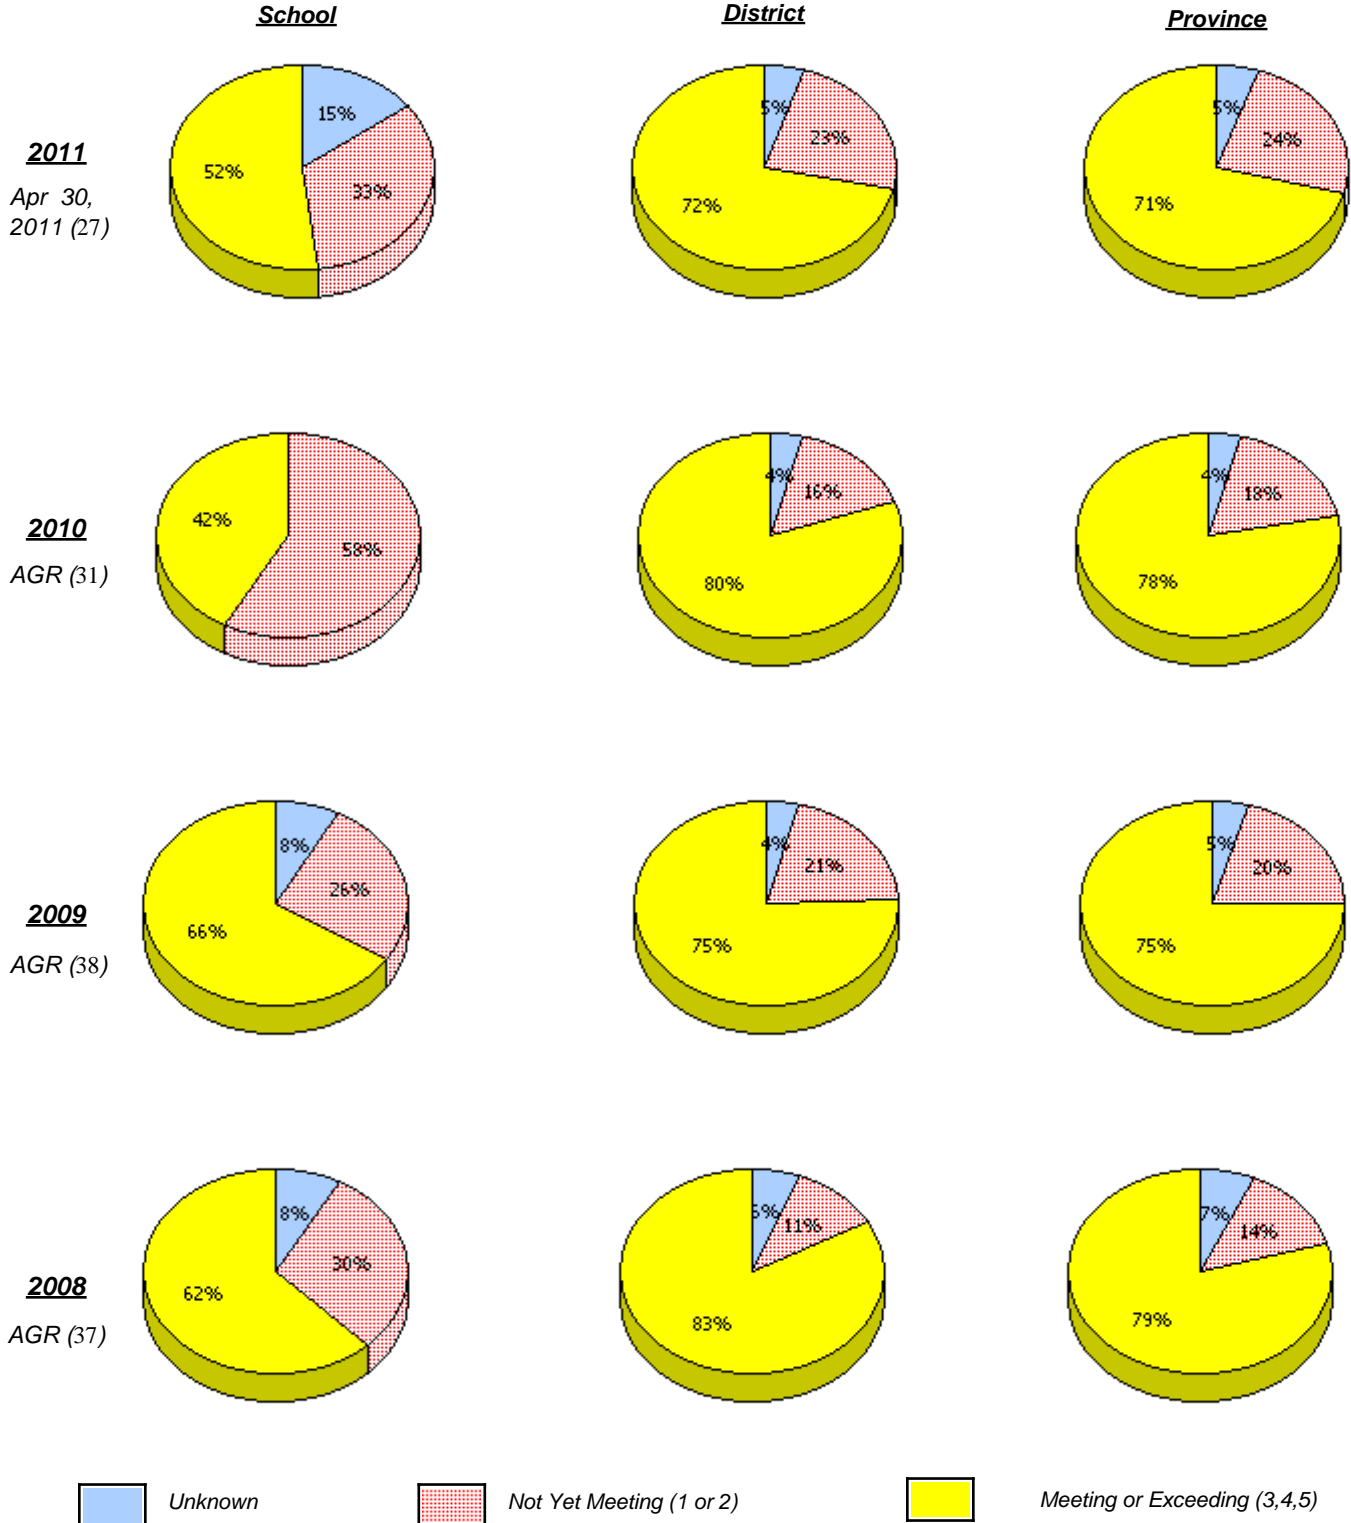 School District Province
15% 5% 5%
23% 24%
2011 52% 33% 72% 71%
Apr 30,
2011 (27)
4% 16% 4% 18%
2010 42% 58%
AGR (31) 80% 78%
8% 26% 4% 21% 5% 20%
2009 66% 75% 75%
AGR (38)
8% 30% 11% 7% 14%
2008 62% 83% 79%
AGR (37)
Unknown Not Yet Meeting (1 or 2) Meeting or Exceeding (3,4,5)